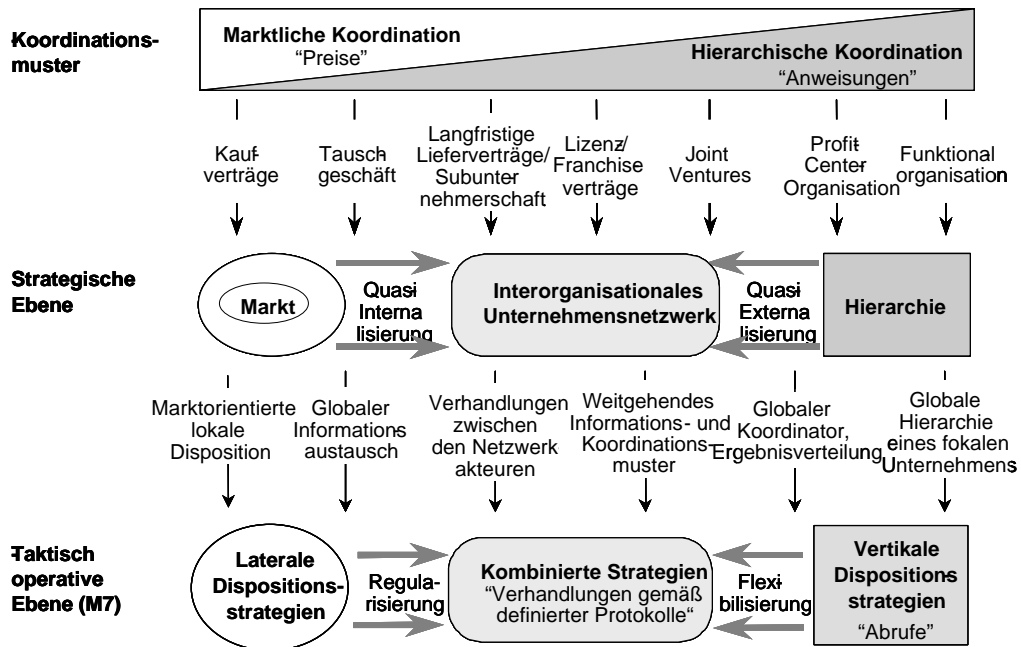 Koordinations-
muster
Marktliche Koordination
“Preise”
Hierarchische Koordination
“Anweisungen”
Kauf-
verträge
Tausch-
geschäft
Langfristige
Lieferverträge/
Subunter-
nehmerschaft
Lizenz/
Franchise
verträge
Joint
Ventures
Profit-
Center-
Organisation
Funktional
organisation
Strategische
Ebene
Markt
Quasi-
Interna
lisierung
Interorganisationales
Unternehmensnetzwerk
Quasi-
Externa
lisierung
Hierarchie
Marktorientierte
lokale
Disposition
Globaler
Informations-
austausch
Verhandlungen
zwischen
den Netzwerk
akteuren
Weitgehendes
Informations- und
Koordinations-
muster
Globaler
Koordinator,
Ergebnisverteilung
Globale
Hierarchie
eines fokalen
Unternehmens
Taktisch-
operative
Ebene (M7)
Laterale
Dispositions-
strategien
Regula-
risierung
Kombinierte Strategien
“Verhandlungen gemäß
definierter Protokolle“
Flexi-
bilisierung
Vertikale
Dispositions-
strategien
“Abrufe”